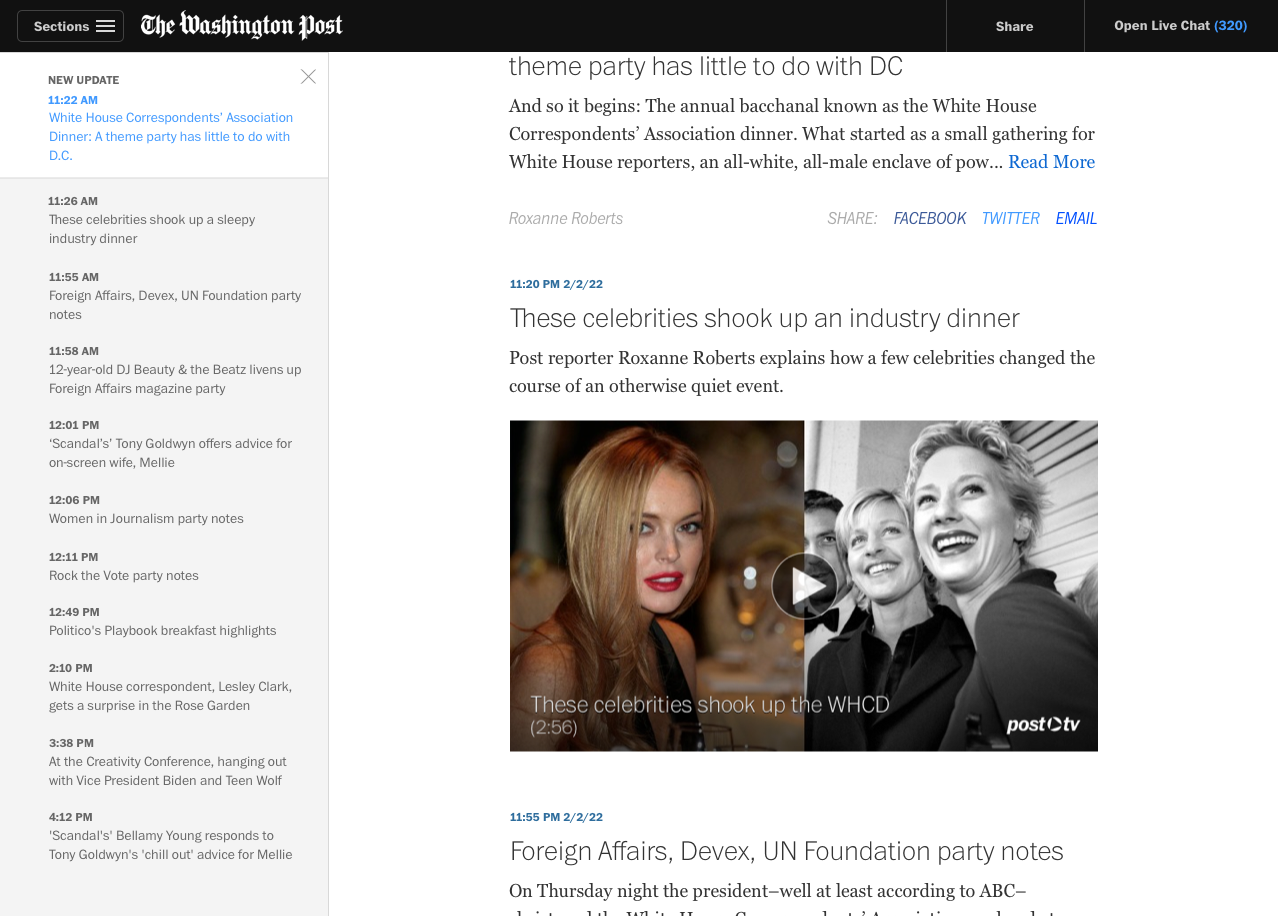 Sections
The Washington Post
Share
Open Live Chat (320)
NEW UPDATE
11:22 AM
White House Correspondents’ Association
Dinner: A theme party has little to do with
D.C.
11:26 AM
These celebrities shook up a sleepy
industry dinner
11:55 AM
Foreign Affairs, Devex, UN Foundation party
notes
11:58 AM
12-year-old DJ Beauty & the Beatz livens up
Foreign Affairs magazine party
12:01 PM
‘Scandal’s’ Tony Goldwyn offers advice for
on-screen wife, Mellie
12:06 PM
Women in Journalism party notes
12:11 PM
Rock the Vote party notes
12:49 PM
Politico's Playbook breakfast highlights
2:10 PM
White House correspondent, Lesley Clark,
gets a surprise in the Rose Garden
3:38 PM
At the Creativity Conference, hanging out
with Vice President Biden and Teen Wolf
4:12 PM
'Scandal's' Bellamy Young responds to
Tony Goldwyn's 'chill out' advice for Mellie
theme party has little to do with DC
And so it begins: The annual bacchanal known as the White House
Correspondents’ Association dinner. What started as a small gathering for
White House reporters, an all-white, all-male enclave of pow... Read More
Roxanne Roberts
SHARE: FACEBOOK TWITTER EMAIL
11:20 PM 2/2/22
These celebrities shook up an industry dinner
Post reporter Roxanne Roberts explains how a few celebrities changed the
course of an otherwise quiet event.
These celebrities shook up the WHCD
(2:56)
post tv
11:55 PM 2/2/22
Foreign Affairs, Devex, UN Foundation party notes
On Thursday night the president–well at least according to ABC–